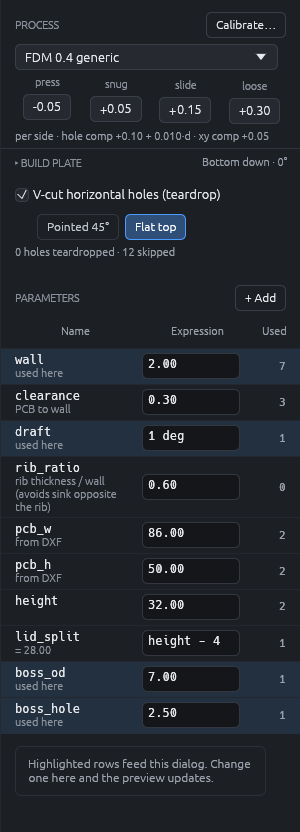 PROCESS Calibrate...
FDM 0.4 generic
press snug slide loose
-0.05 +0.05 +0.15 +0.30
per side · hole comp +0.10 + 0.010·d · xy comp +0.05
BUILD PLATE Bottom down · 0°
V-cut horizontal holes (teardrop)
Pointed 45° Flat top
0 holes teardropped · 12 skipped
PARAMETERS + Add
Name Expression Used
wall 2.00 7
used here
clearance 0.30 3
PCB to wall
draft 1 deg 1
used here
rib_ratio 0.60 0
rib thickness / wall
(avoids sink opposite
the rib)
pcb_w 86.00 2
from DXF
pcb_h 50.00 2
from DXF
height 32.00 2
lid_split height - 4 1
= 28.00
boss_od 7.00 1
used here
boss_hole 2.50 1
used here
Highlighted rows feed this dialog. Change
one here and the preview updates.